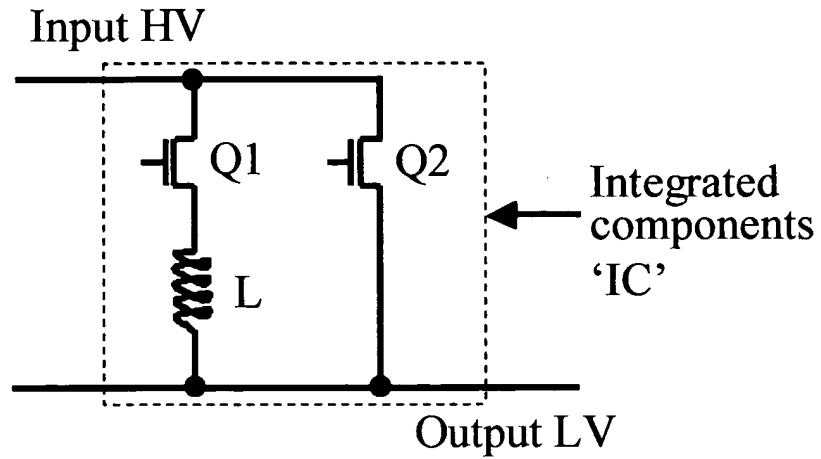 Input HV
Q1
Q2
L
Integrated
components
‘IC’
Output LV